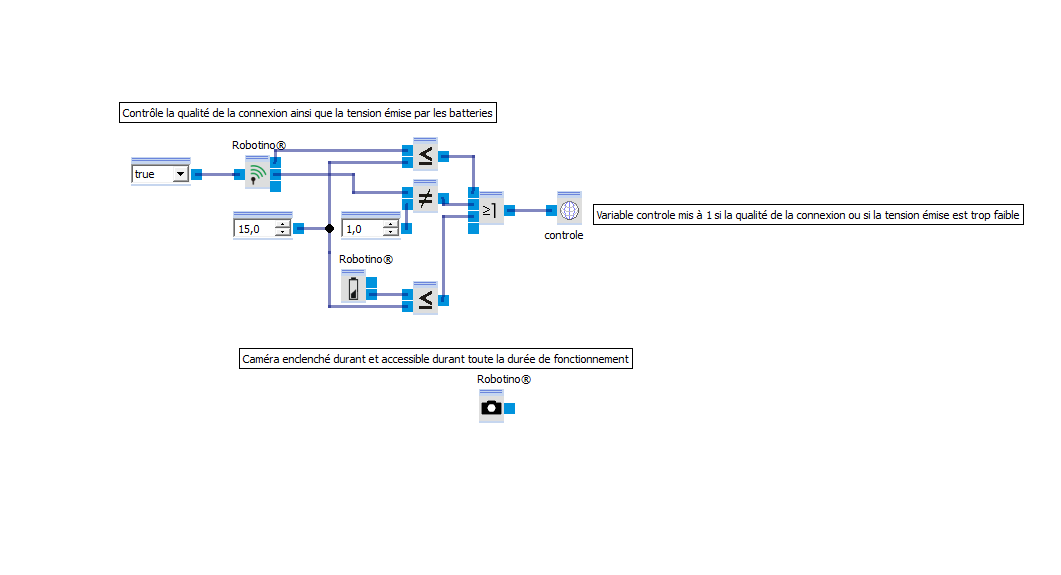 Contrôle la qualité de la connexion ainsi que la tension émise par les batteries
Robotino®
true
≤
≠
≥1
15,0
1,0
Variable controle mis à 1 si la qualité de la connexion ou si la tension émise est trop faible
controle
Robotino®
≤
Caméra enclenché durant et accessible durant toute la durée de fonctionnement
Robotino®